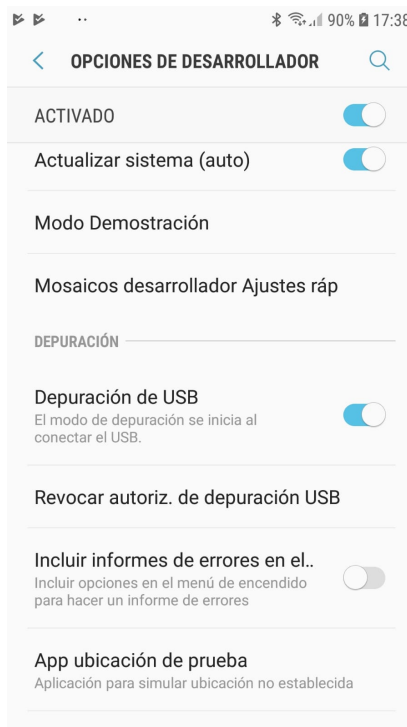 90% 17:38
OPCIONES DE DESARROLLADOR
ACTIVADO
Actualizar sistema (auto)
Modo Demostración
Mosaicos desarrollador Ajustes ráp
DEPURACIÓN
Depuración de USB
El modo de depuración se inicia al
conectar el USB.
Revocar autoriz. de depuración USB
Incluir informes de errores en el..
Incluir opciones en el menú de encendido
para hacer un informe de errores
App ubicación de prueba
Aplicación para simular ubicación no establecida